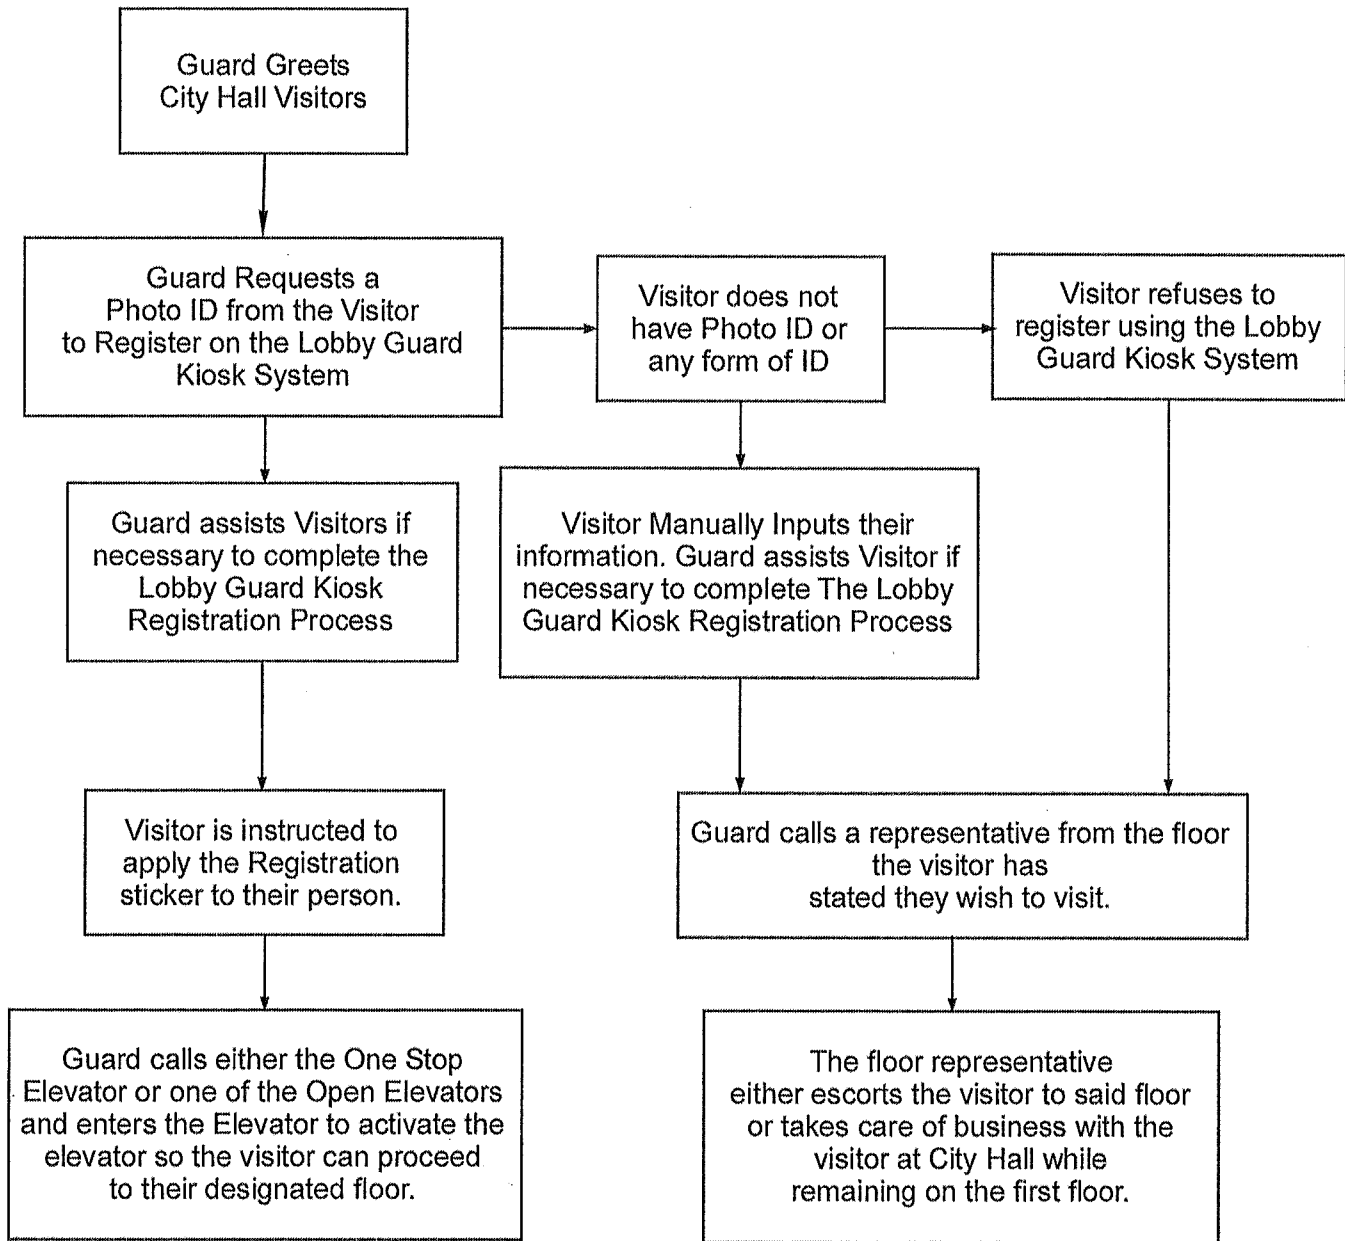 Guard Greets
City Hall Visitors
Guard Requests a
Photo ID from the Visitor
to Register on the Lobby Guard
Kiosk System
Visitor does not
have Photo ID or
any form of ID
Visitor refuses to
register using the Lobby
Guard Kiosk System
Guard assists Visitors if
necessary to complete the
Lobby Guard Kiosk
Registration Process
Visitor Manually Inputs their
information. Guard assists Visitor if
necessary to complete The Lobby
Guard Kiosk Registration Process
Visitor is instructed to
apply the Registration
sticker to their person.
Guard calls a representative from the floor
the visitor has
stated they wish to visit.
Guard calls either the One Stop
Elevator or one of the Open Elevators
and enters the Elevator to activate the
elevator so the visitor can proceed
to their designated floor.
The floor representative
either escorts the visitor to said floor
or takes care of business with the
visitor at City Hall while
remaining on the first floor.